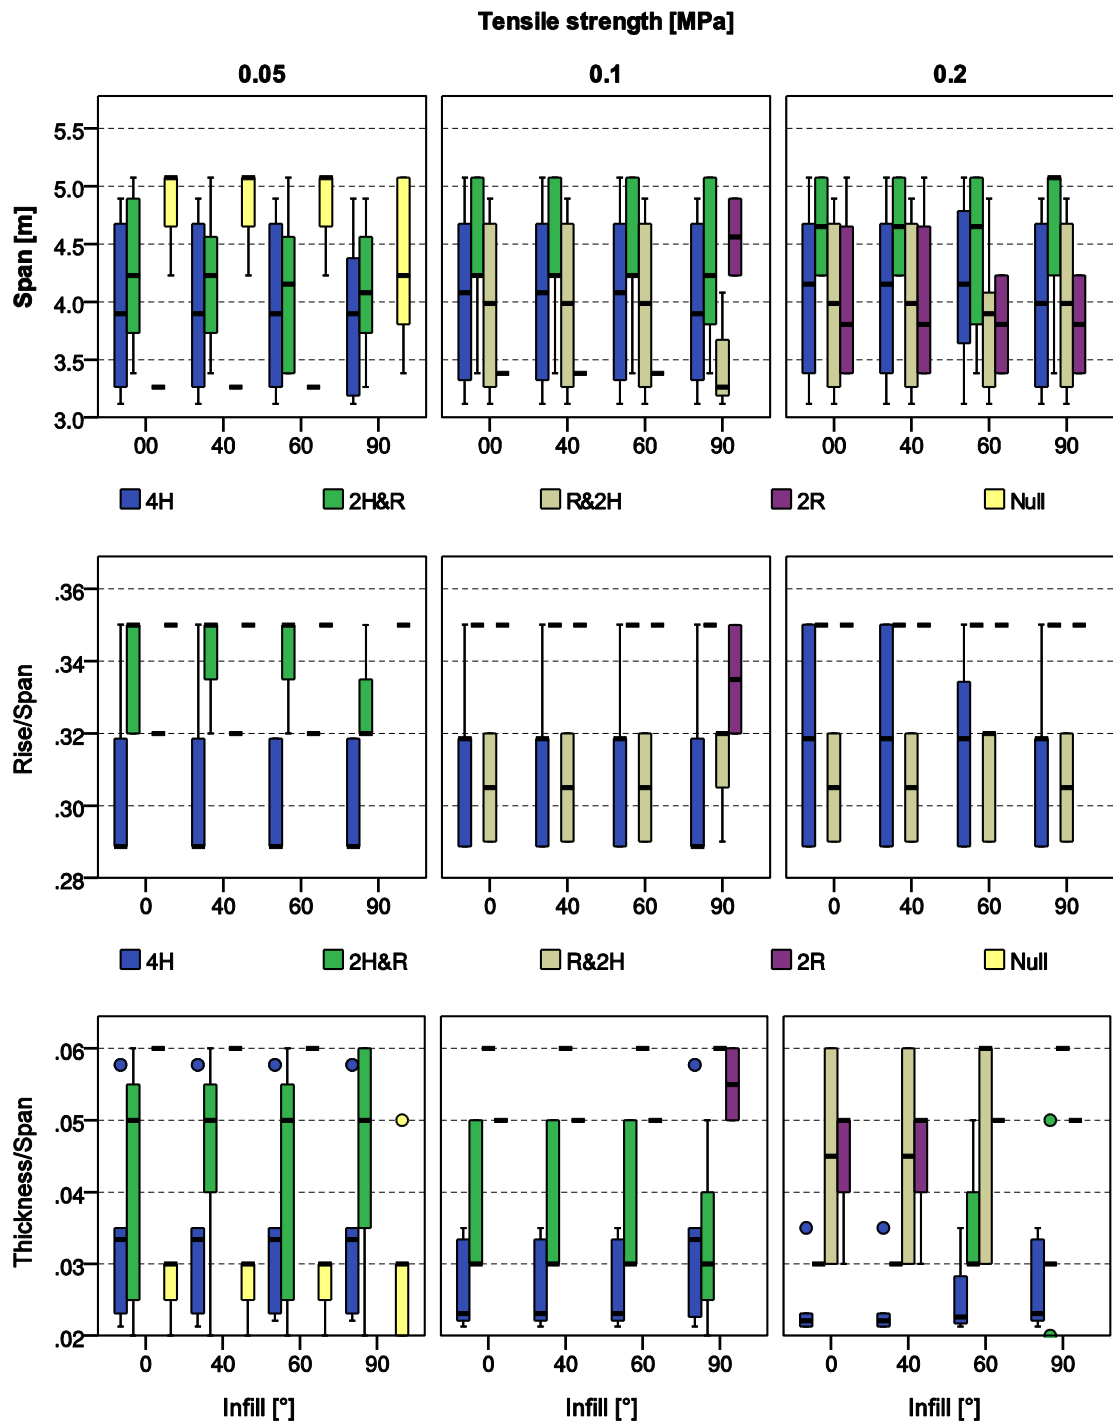 Tensile strength [MPa]
0.05 0.1 0.2
Span [m]
5.5
5.0
4.5
4.0
3.5
3.0
00 40 60 90 00 40 60 90 00 40 60 90
4H 2H&R R&2H 2R Null
Rise/Span
.36
.34
.32
.30
.28
0 40 60 90 0 40 60 90 0 40 60 90
4H 2H&R R&2H 2R Null
Thickness/Span
.06
.05
.04
.03
.02
0 40 60 90 0 40 60 90 0 40 60 90
Infill [°] Infill [°] Infill [°]